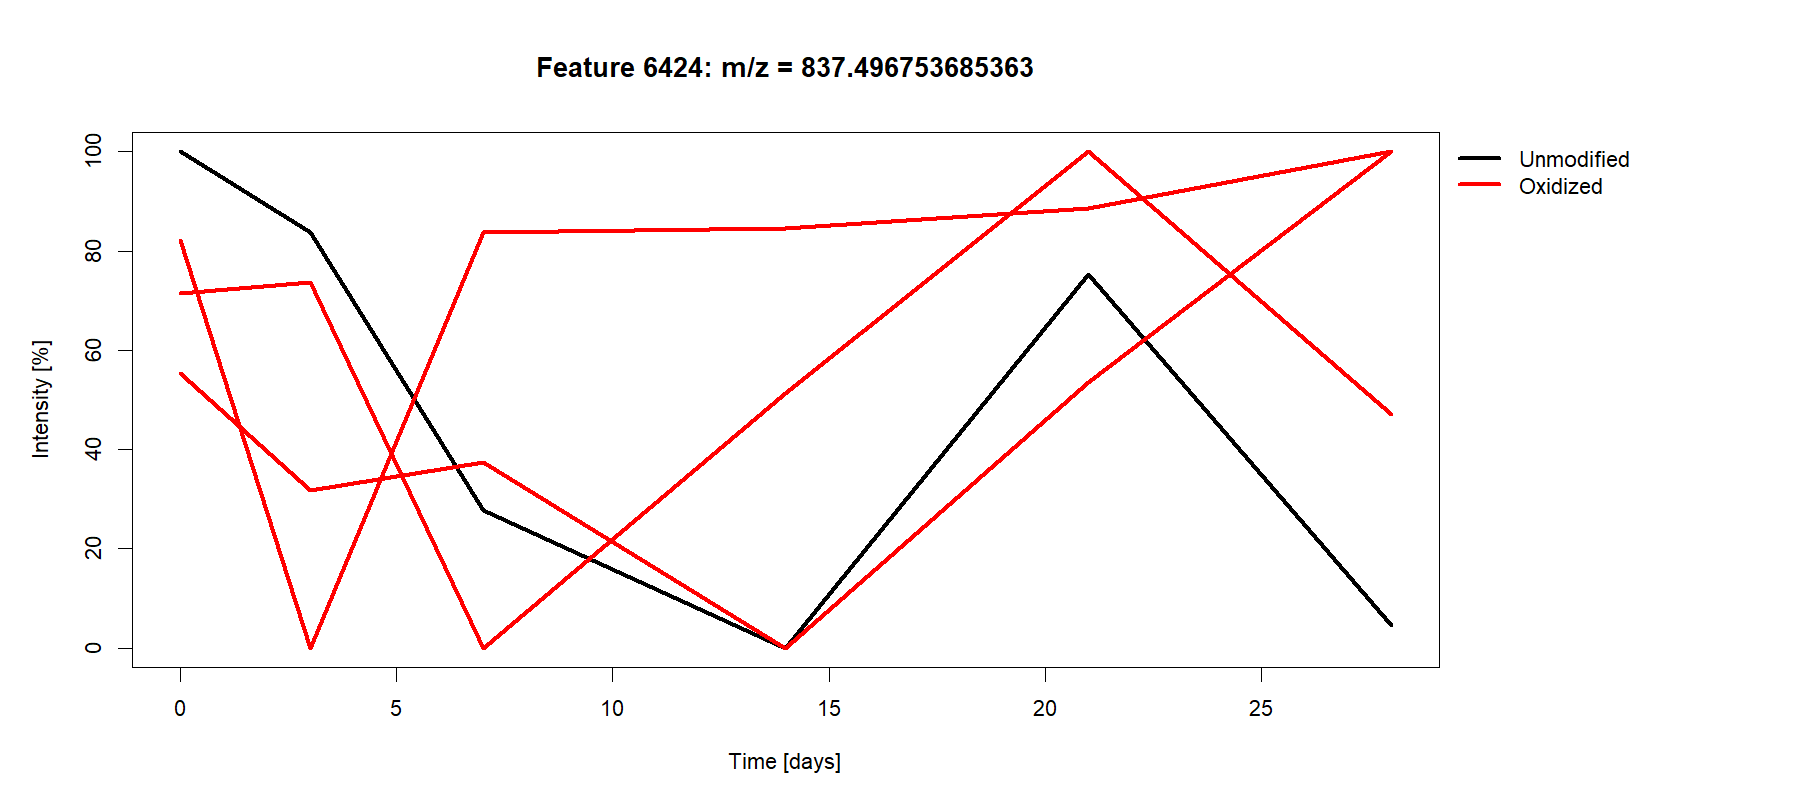 Feature 6424: m/z = 837.496753685363
Unmodified
Oxidized
Intensity [%]
100
80
60
40
20
0
0 5 10 15 20 25
Time [days]